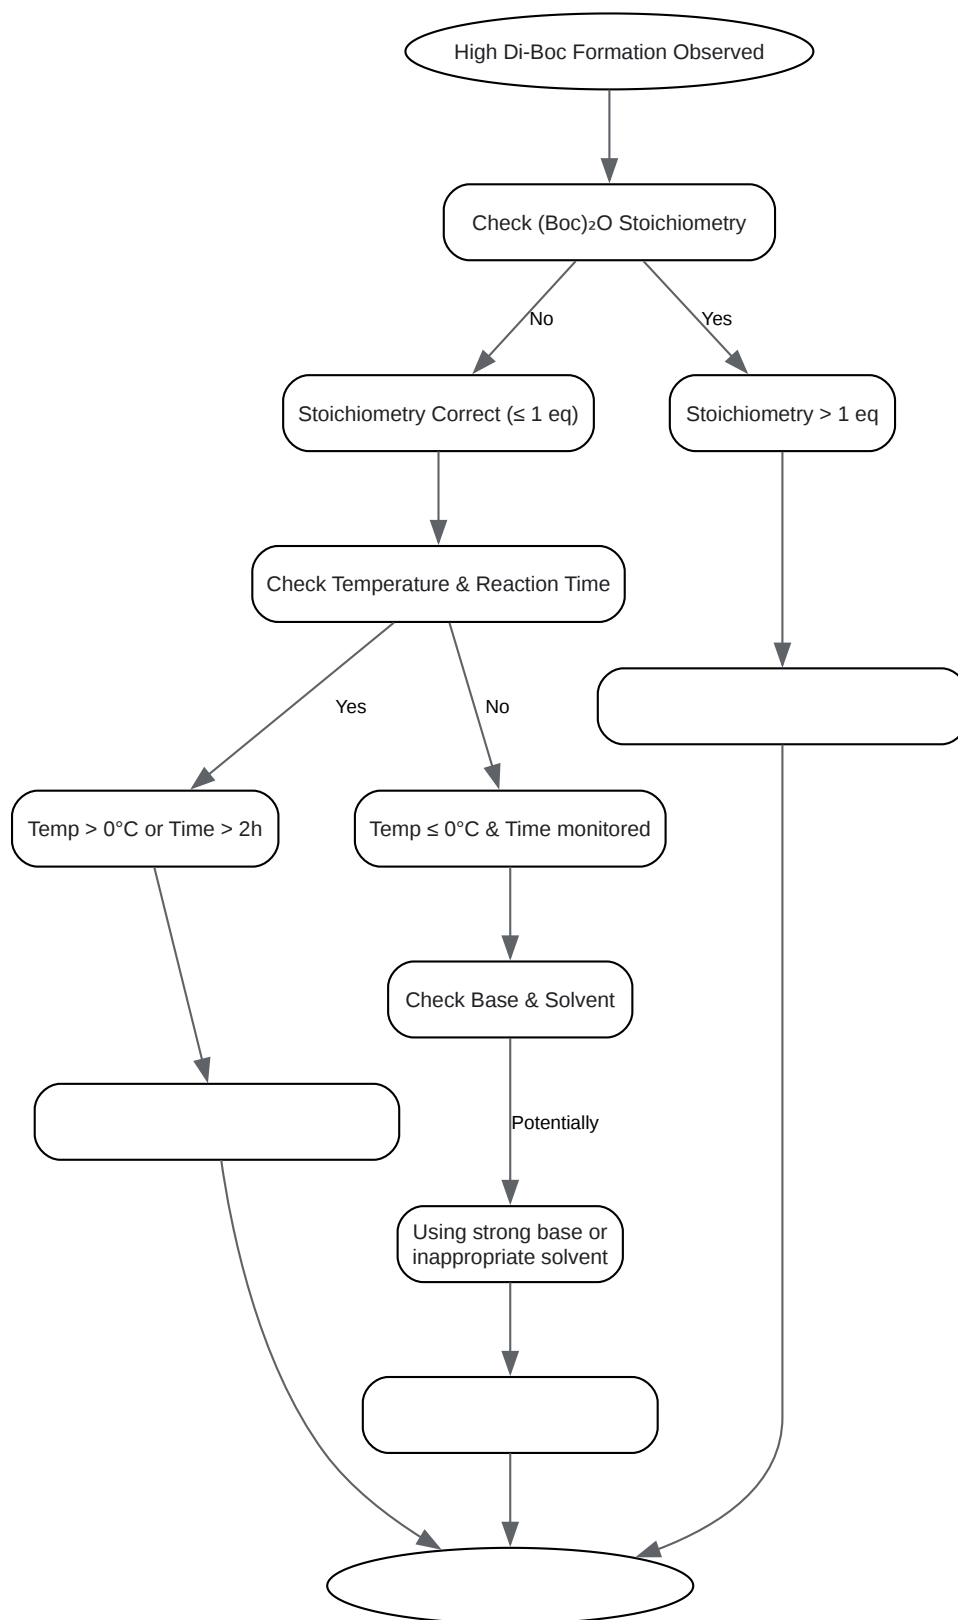 High Di-Boc Formation Observed
Check (Boc)₂O Stoichiometry
No
Yes
Stoichiometry Correct (≤ 1 eq)
Stoichiometry > 1 eq
Check Temperature & Reaction Time
Yes
No
Temp > 0°C or Time > 2h
Temp ≤ 0°C & Time monitored
Check Base & Solvent
Potentially
Using strong base or
inappropriate solvent